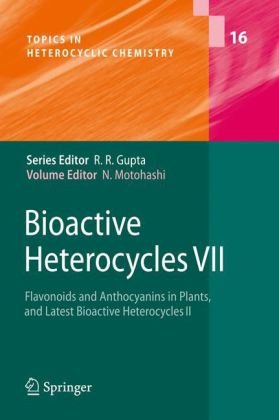 TOPICS IN
HETEROCYCLIC CHEMISTRY
16
Series Editor R. R. Gupta
Volume Editor N. Motohashi
Bioactive
Heterocycles VII
Flavonoids and Anthocyanins in Plants,
and Latest Bioactive Heterocycles II
Springer